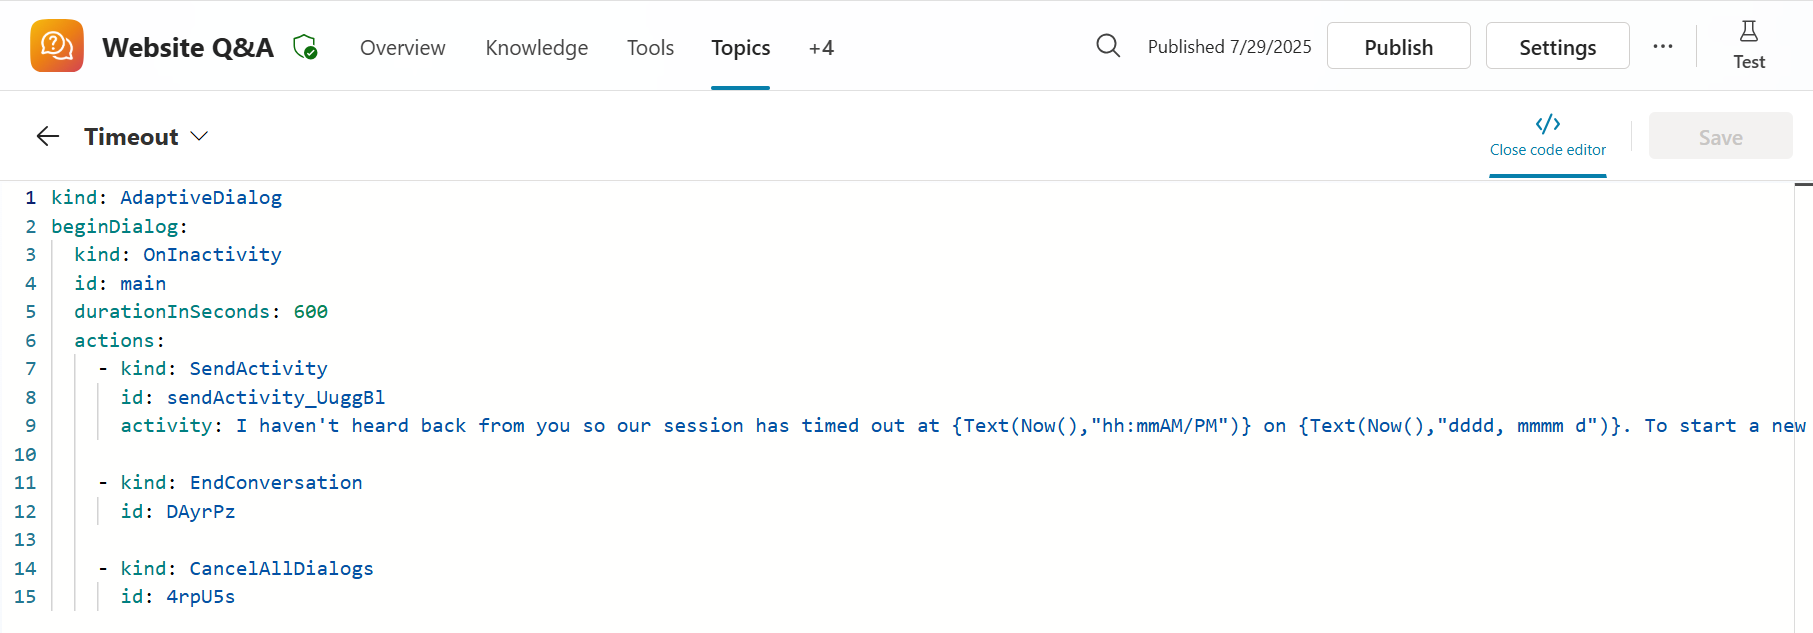 Website Q&A Overview Knowledge Tools Topics +4 Published 7/29/2025 Publish Settings ... Test
Timeout </> Close code editor Save
1 kind: AdaptiveDialog
2 beginDialog:
3 kind: OnInactivity
4 id: main
5 durationInSeconds: 600
6 actions:
7 - kind: SendActivity
8 id: sendActivity_UuggBl
9 activity: I haven't heard back from you so our session has timed out at {Text(Now(),"hh:mmAM/PM")} on {Text(Now(),"dddd, mmmm d")}. To start a new
10
11 - kind: EndConversation
12 id: DAyrPz
13
14 - kind: CancelAllDialogs
15 id: 4rpU5s